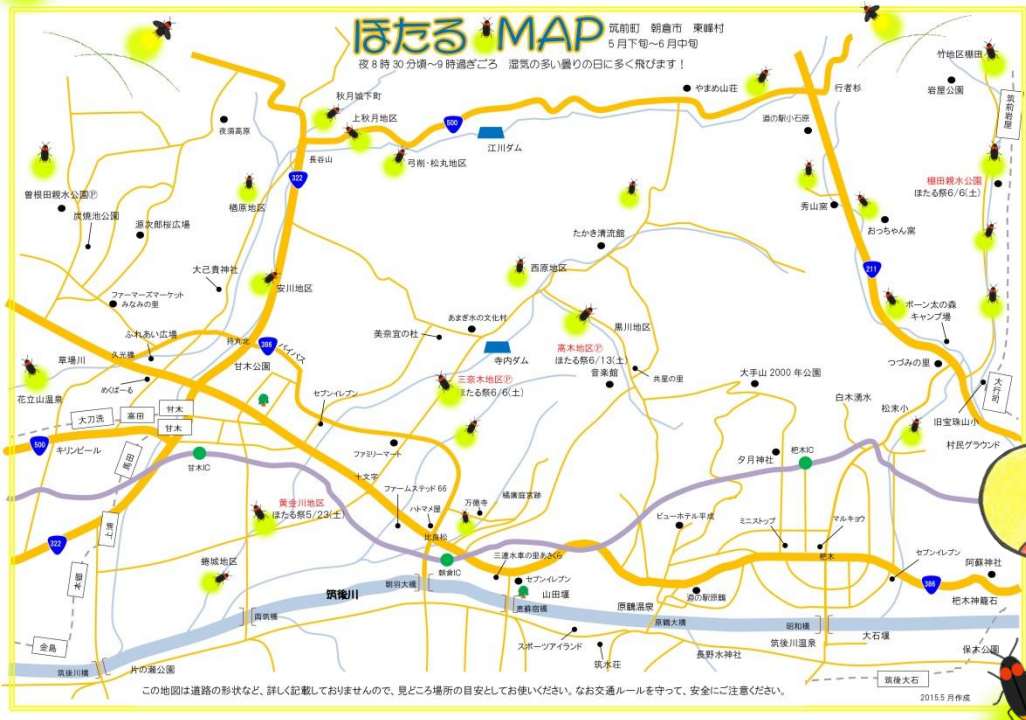 ほたる MAP
筑前町 朝倉市 東峰村
5月下旬~6月中旬
夜8時30分頃~9時過ぎごろ 湿気の多い曇りの日に多く飛びます！
竹地区棚田
岩屋公園
筑前岩屋
やまめ山荘
行者杉
秋月城下町
上秋月地区
500
夜須高原
江川ダム
道の駅小石原
長谷山
弓削・松丸地区
322
曽根田親水公園Ⓟ
楢原地区
棚田親水公園
ほたる祭6/6(土)
炭焼池公園
源次郎桜広場
秀山窯
おっちゃん窯
たかき清流館
大己貴神社
西原地区
211
安川地区
ファーマーズマーケット
みなみの里
ポーン太の森
キャンプ場
あまぎ水の文化村
黒川地区
ふれあい広場
美奈宜の杜
持丸北
386
バイパス
寺内ダム
高木地区Ⓟ
ほたる祭6/13(土)
草場川
久光橋
甘木公園
つづみの里
音楽館
共星の里
めくばーる
三奈木地区Ⓟ
ほたる祭6/6(土)
大手山2000年公園
大行司
花立山温泉
セブンイレブン
白木湧水
松末小
大刀洗
高田
甘木
甘木
旧宝珠山小
村民グラウンド
500
キリンビール
ファミリーマート
馬田
甘木IC
夕月神社
杷木IC
十文字
ファームステッド66
橘廣庭宮跡
黄金川地区
ほたる祭5/23(土)
ハトマメ屋
万徳寺
上浦
ビューホテル平成
ミニストップ
マルキョウ
322
比良松
蜷城地区
三連水車の里あさくら
杷木
セブンイレブン
阿蘇神社
本郷
朝倉IC
セブンイレブン
386
朝羽大橋
山田堰
筑後川
道の駅原鶴
杷木神籠石
恵蘇宿橋
原鶴温泉
両筑橋
原鶴大橋
昭和橋
大石堰
金島
スポーツアイランド
筑後川温泉
筑水荘
長野水神社
保木公園
筑後川橋
片の瀬公園
筑後大石
この地図は道路の形状など、詳しく記載しておりませんので、見どころ場所の目安としてお使いください。なお交通ルールを守って、安全にご注意ください。
2015.5月作成